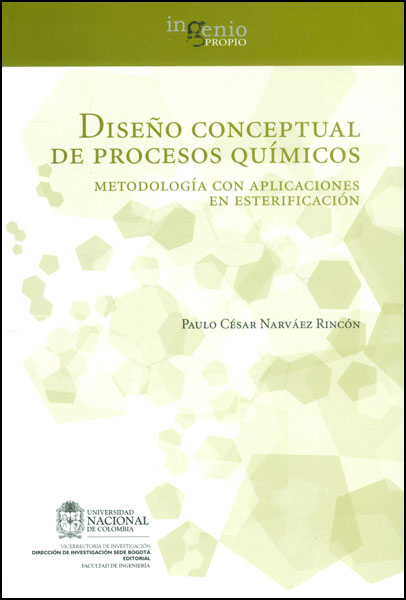 ingenio
PROPIO
DISEÑO CONCEPTUAL
DE PROCESOS QUÍMICOS
METODOLOGÍA CON APLICACIONES
EN ESTERIFICACIÓN
PAULO CÉSAR NARVÁEZ RINCÓN
UNIVERSIDAD
NACIONAL
DE COLOMBIA
VICERRECTORÍA DE INVESTIGACIÓN
DIRECCIÓN DE INVESTIGACIÓN SEDE BOGOTÁ
EDITORIAL
FACULTAD DE INGENIERÍA